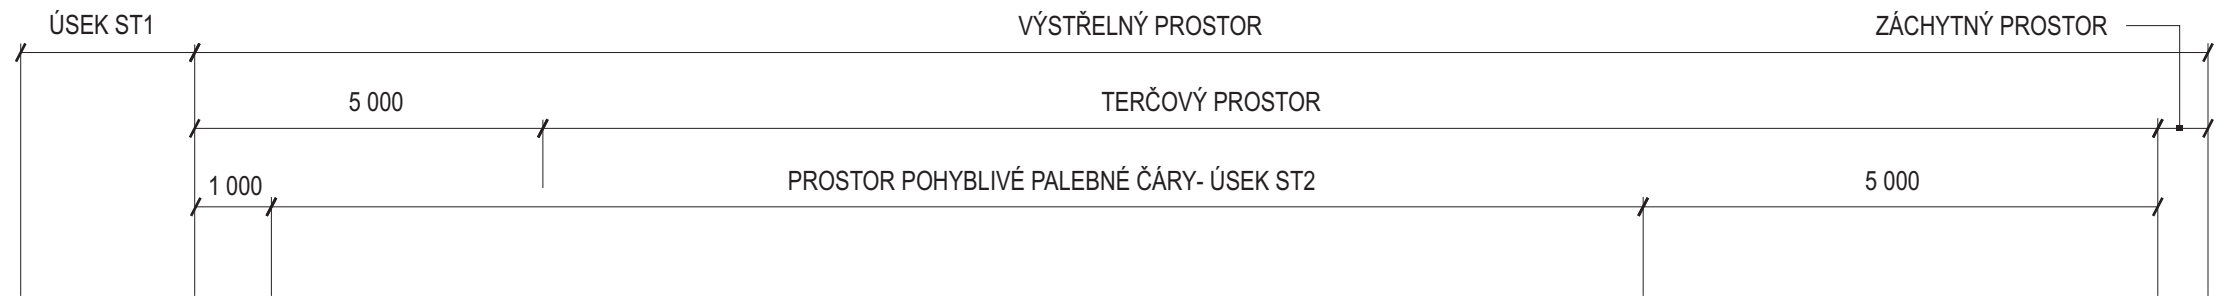 ÚSEK ST1
VÝSTŘELNÝ PROSTOR
ZÁCHYTNÝ PROSTOR
5 000
TERČOVÝ PROSTOR
1 000
PROSTOR POHYBLIVÉ PALEBNÉ ČÁRY- ÚSEK ST2
5 000